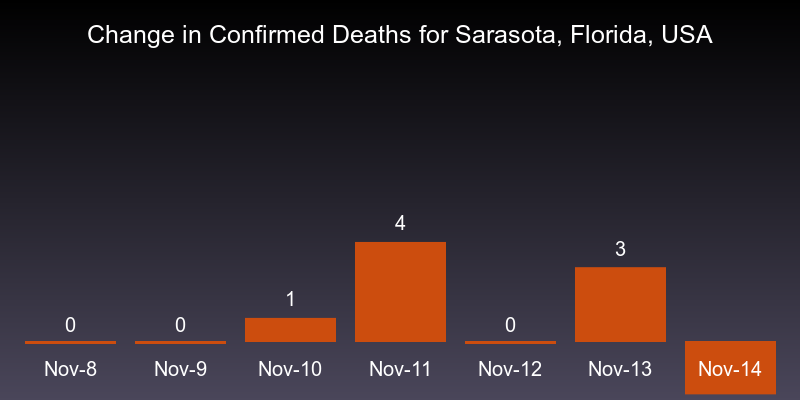 Change in Confirmed Deaths for Sarasota, Florida, USA
0
0
1
4
0
3
Nov-8
Nov-9
Nov-10
Nov-11
Nov-12
Nov-13
Nov-14